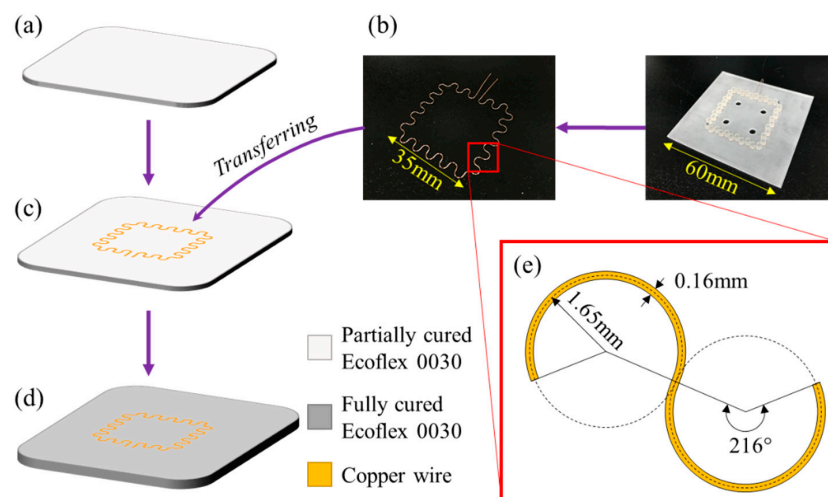 (a)
(b)
Transferring
35mm
60mm
(c)
(e)
0.16mm
1.65mm
Partially cured
Ecoflex 0030
(d)
Fully cured
Ecoflex 0030
216°
Copper wire